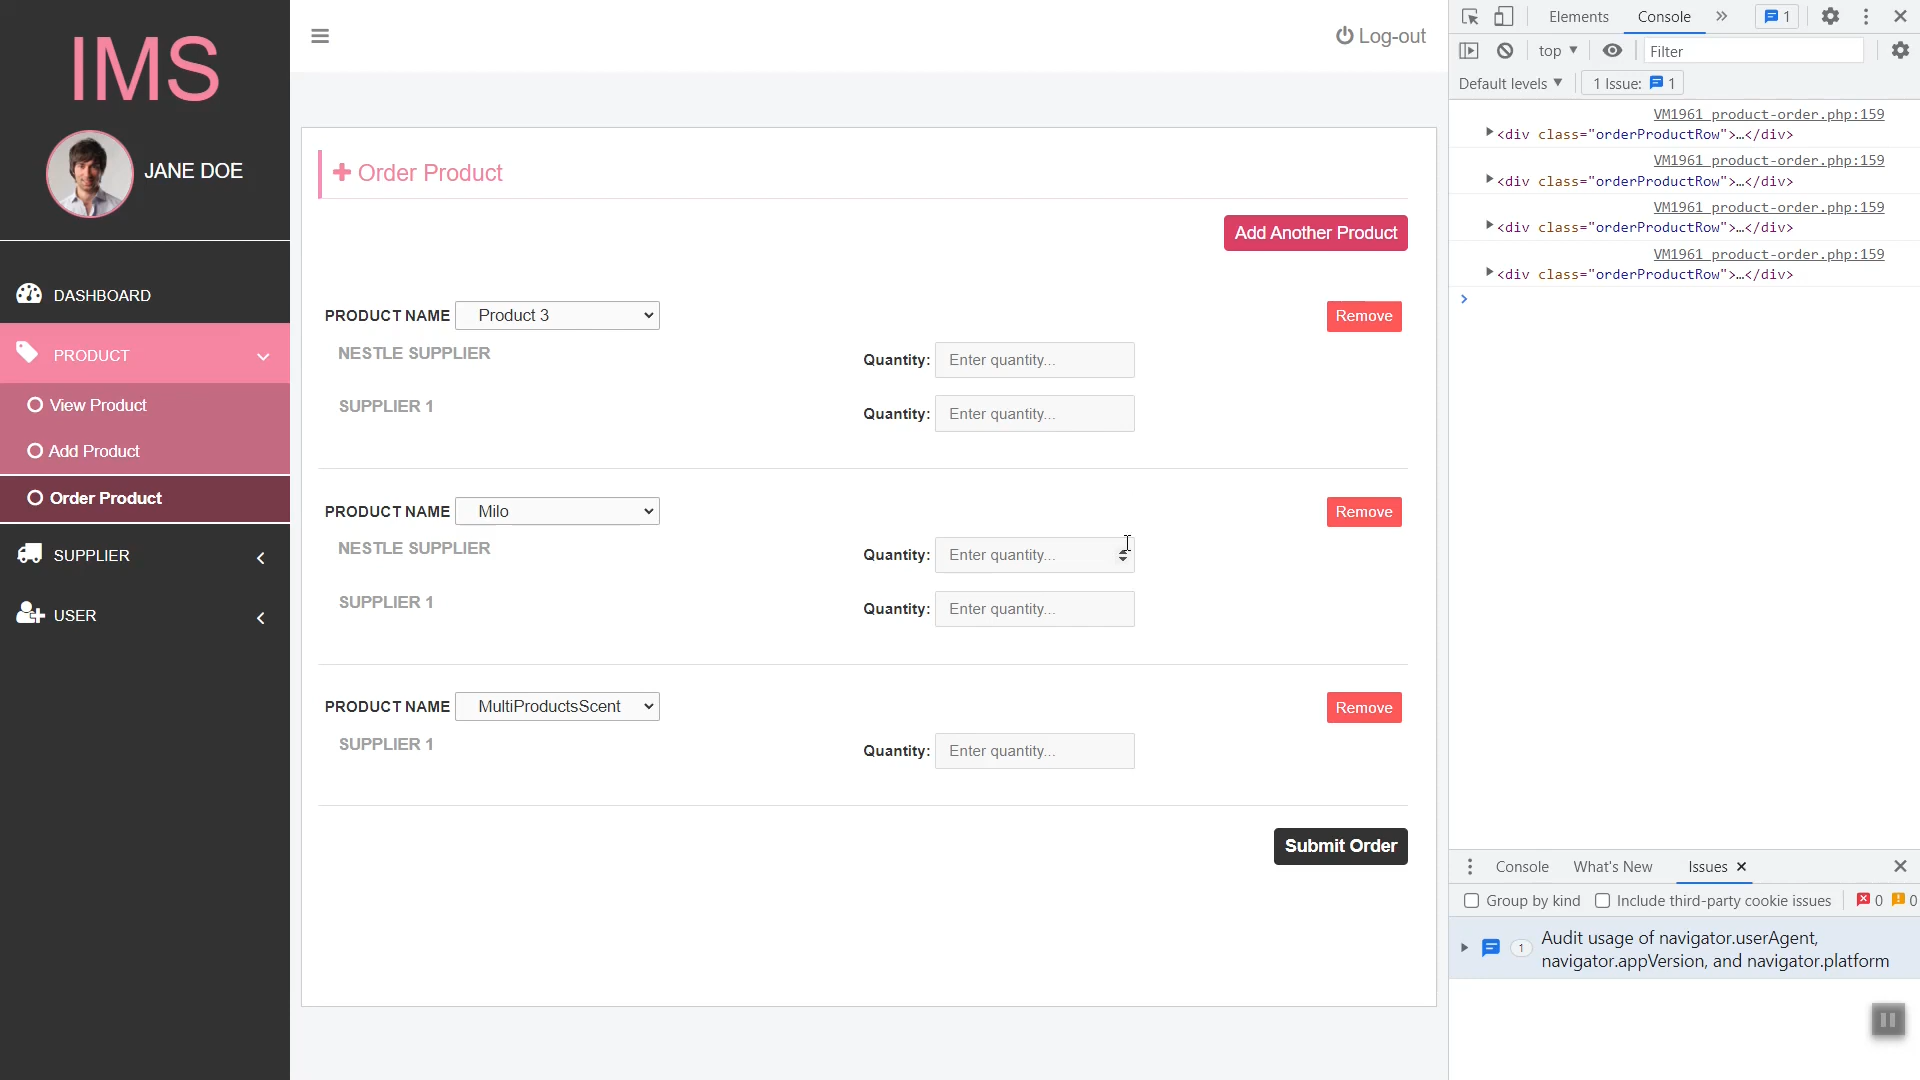 IMS
JANE DOE
DASHBOARD
PRODUCT
View Product
Add Product
Order Product
SUPPLIER
USER
Log-out
Order Product
Add Another Product
PRODUCT NAME Product 3 Remove
NESTLE SUPPLIER Quantity: Enter quantity...
SUPPLIER 1 Quantity: Enter quantity...
PRODUCT NAME Milo Remove
NESTLE SUPPLIER Quantity: Enter quantity...
SUPPLIER 1 Quantity: Enter quantity...
PRODUCT NAME MultiProductsScent Remove
SUPPLIER 1 Quantity: Enter quantity...
Submit Order
Elements Console » 1
top Filter
Default levels 1 Issue: 1
VM1961 product-order.php:159
<div class="orderProductRow">…</div>
VM1961 product-order.php:159
<div class="orderProductRow">…</div>
VM1961 product-order.php:159
<div class="orderProductRow">…</div>
VM1961 product-order.php:159
<div class="orderProductRow">…</div>
Console What's New Issues
Group by kind Include third-party cookie issues 0 0
1 Audit usage of navigator.userAgent,
navigator.appVersion, and navigator.platform